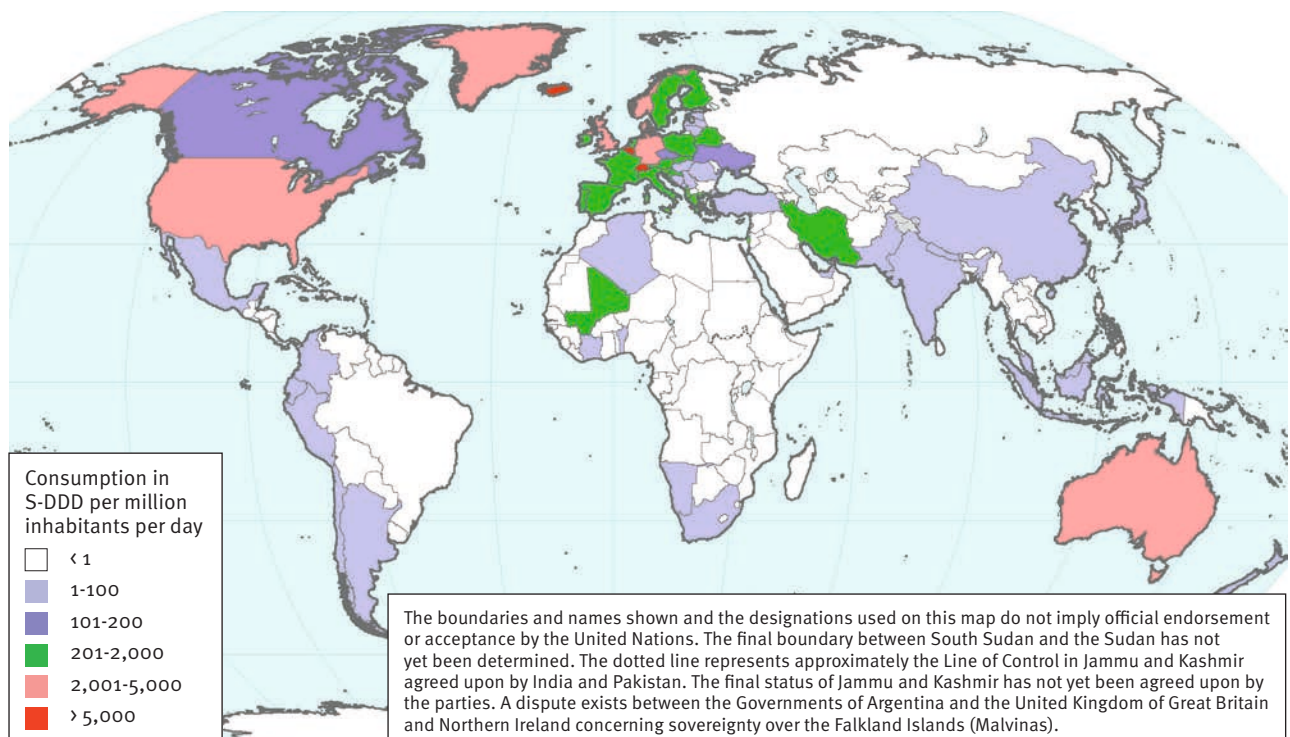 Consumption in
S-DDD per million
inhabitants per day
< 1
1-100
101-200
201-2,000
2,001-5,000
> 5,000
The boundaries and names shown and the designations used on this map do not imply official endorsement
or acceptance by the United Nations. The final boundary between South Sudan and the Sudan has not
yet been determined. The dotted line represents approximately the Line of Control in Jammu and Kashmir
agreed upon by India and Pakistan. The final status of Jammu and Kashmir has not yet been agreed upon by
the parties. A dispute exists between the Governments of Argentina and the United Kingdom of Great Britain
and Northern Ireland concerning sovereignty over the Falkland Islands (Malvinas).